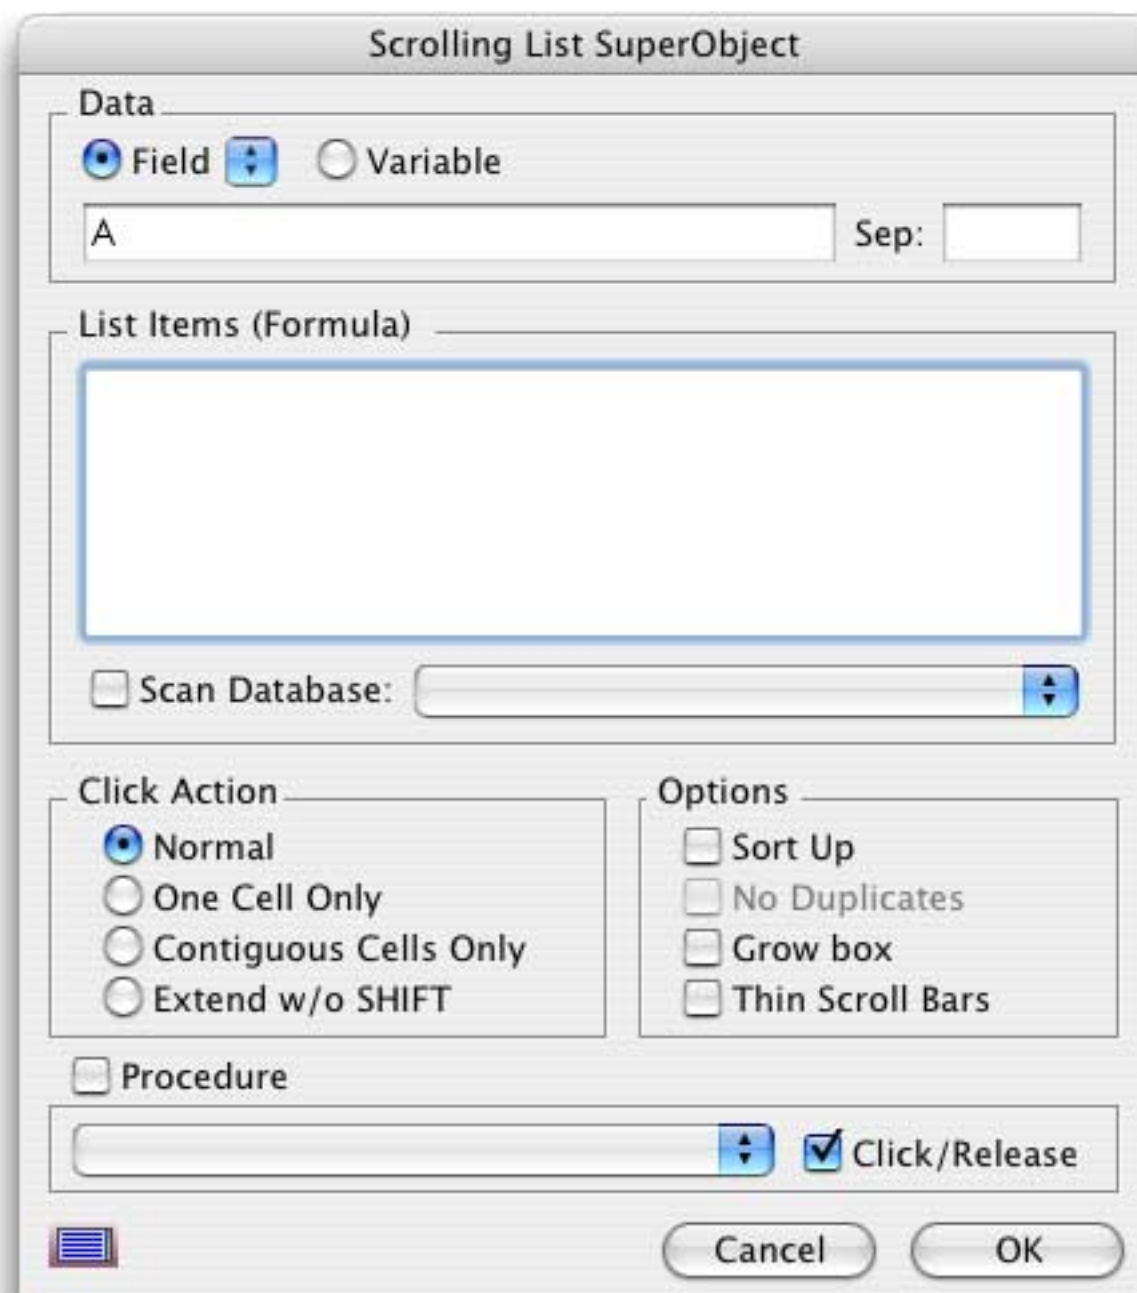 Scrolling List SuperObject
Data
Field Variable
A Sep:
List Items (Formula)
Scan Database:
Click Action
Normal
One Cell Only
Contiguous Cells Only
Extend w/o SHIFT
Options
Sort Up
No Duplicates
Grow box
Thin Scroll Bars
Procedure
Click/Release
Cancel OK